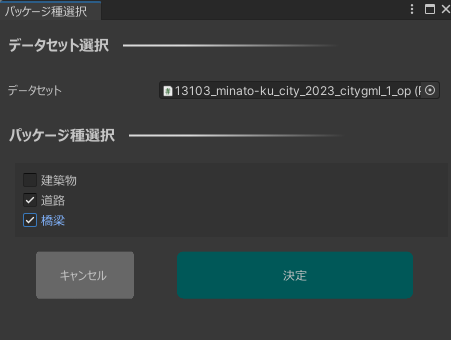 パッケージ種選択
データセット選択
データセット
13103_minato-ku_city_2023_citygml_1_op (
パッケージ種選択
建築物
道路
橋梁
キャンセル
決定